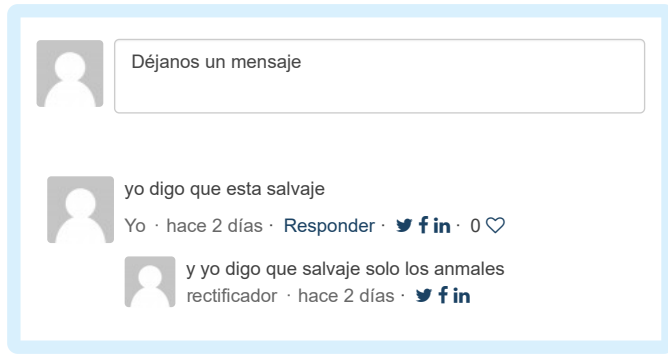 Déjanos un mensaje
yo digo que esta salvaje
Yo · hace 2 días · Responder · · 0
y yo digo que salvaje solo los anmales
rectificador · hace 2 días ·